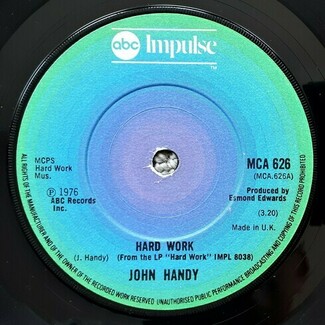 abc Impulse
TM
MCPS
Hard Work
Mus.
MCA 626
(MCA.626A)
℗ 1976
ABC Records
Inc.
Produced by
Esmond Edwards
(3.20)
Made in U.K.
HARD WORK
(J. Handy) (From the LP "Hard Work" IMPL 8038)
JOHN HANDY
ALL RIGHTS OF THE MANUFACTURER AND OF THE OWNER OF THE RECORDED WORK RESERVED UNAUTHORISED PUBLIC PERFORMANCE BROADCASTING AND COPYING OF THIS RECORD PROHIBITED